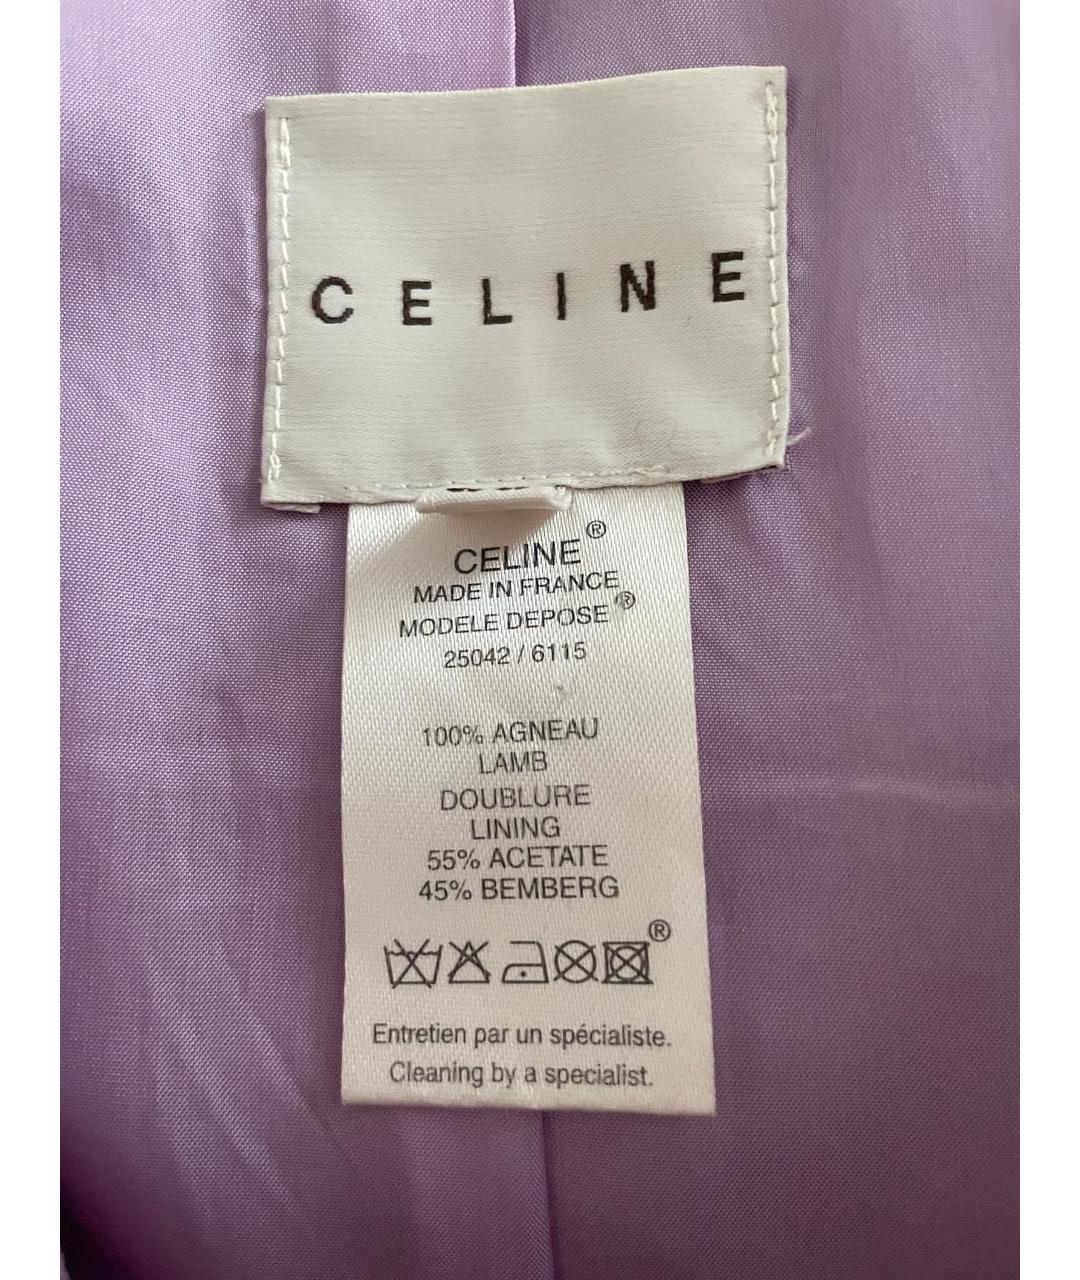 CELINE
CELINE®
MADE IN FRANCE
MODELE DEPOSE®
25042 / 6115
100% AGNEAU
LAMB
DOUBLURE
LINING
55% ACETATE
45% BEMBERG
®
Entretien par un spécialiste.
Cleaning by a specialist.